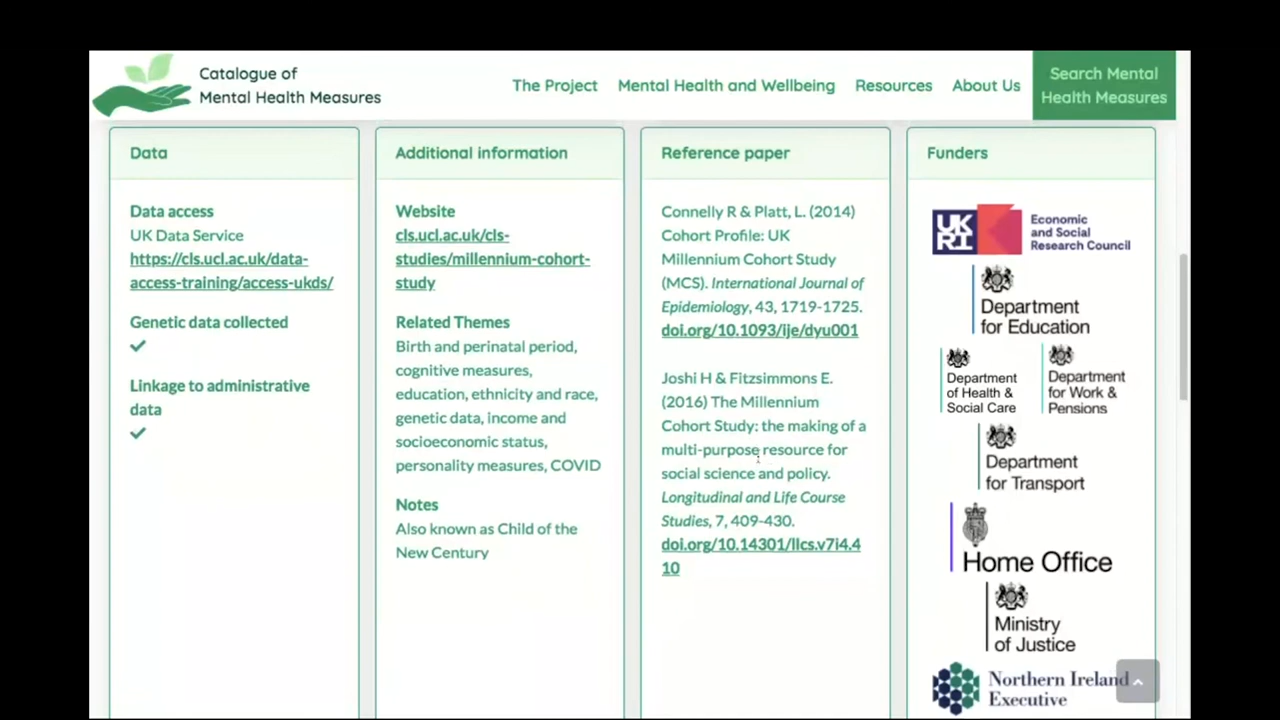 Catalogue of
Mental Health Measures
The Project
Mental Health and Wellbeing
Resources
About Us
Search Mental
Health Measures
Data
Data access
UK Data Service
https://cls.ucl.ac.uk/data-
access-training/access-ukds/
Genetic data collected
Linkage to administrative
data
Additional information
Website
cls.ucl.ac.uk/cls-
studies/millennium-cohort-
study
Related Themes
Birth and perinatal period,
cognitive measures,
education, ethnicity and race,
genetic data, income and
socioeconomic status,
personality measures, COVID
Notes
Also known as Child of the
New Century
Reference paper
Connelly R & Platt, L. (2014)
Cohort Profile: UK
Millennium Cohort Study
(MCS). International Journal of
Epidemiology, 43, 1719-1725.
doi.org/10.1093/ije/dyu001
Joshi H & Fitzsimmons E.
(2016) The Millennium
Cohort Study: the making of a
multi-purpose resource for
social science and policy.
Longitudinal and Life Course
Studies, 7, 409-430.
doi.org/10.14301/llcs.v7i4.4
10
Funders
UK
RI
Economic
and Social
Research Council
Department
for Education
Department
of Health &
Social Care
Department
for Work &
Pensions
Department
for Transport
Home Office
Ministry
of Justice
Northern Ireland
Executive